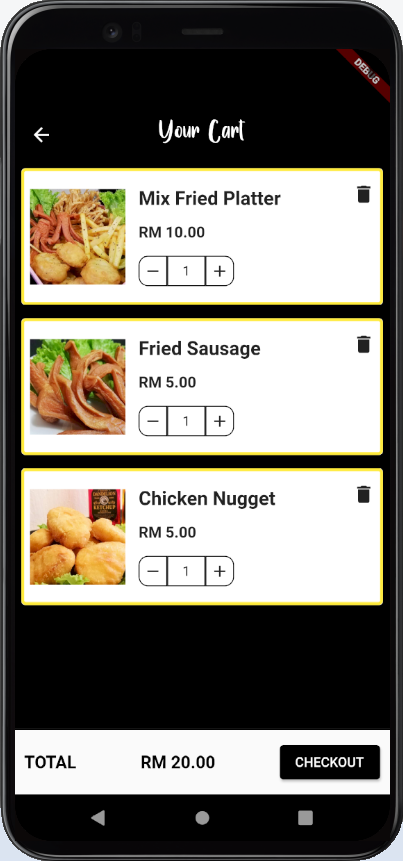 DEBUG
Your Cart
Mix Fried Platter
RM 10.00
1
Fried Sausage
RM 5.00
1
Chicken Nugget
RM 5.00
1
TOTAL RM 20.00 CHECKOUT